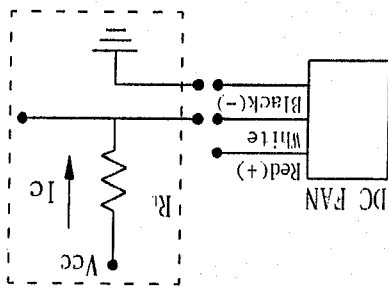 Vcc
DC FAN
RL
Ic
Red(+)
White
Black(-)